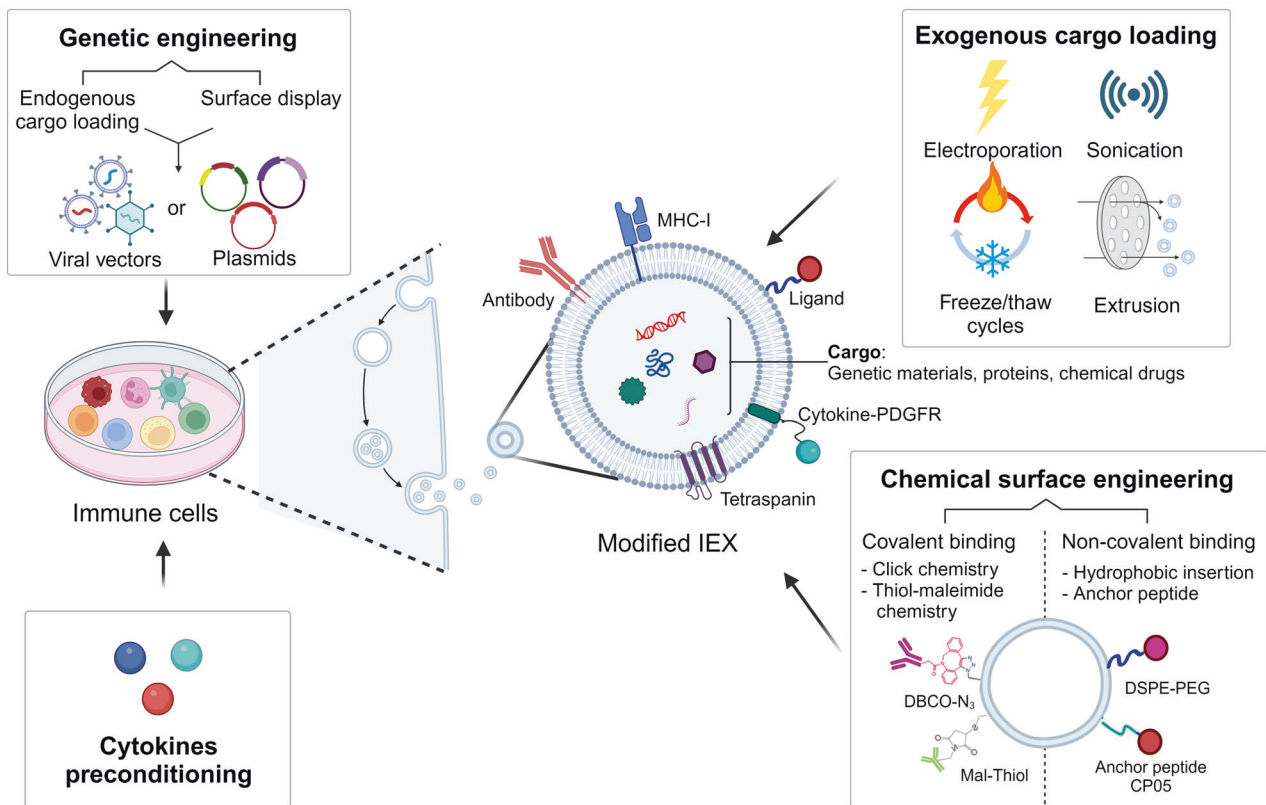 Genetic engineering
Endogenous
cargo loading
Surface display
or
Viral vectors
Plasmids
Immune cells
Cytokines
preconditioning
MHC-I
Antibody
Ligand
Cargo:
Genetic materials, proteins, chemical drugs
Cytokine-PDGFR
Tetraspanin
Modified IEX
Exogenous cargo loading
Electroporation
Sonication
Freeze/thaw
cycles
Extrusion
Chemical surface engineering
Covalent binding
- Click chemistry
- Thiol-maleimide
chemistry
Non-covalent binding
- Hydrophobic insertion
- Anchor peptide
DBCO-N₃
Mal-Thiol
DSPE-PEG
Anchor peptide
CP05